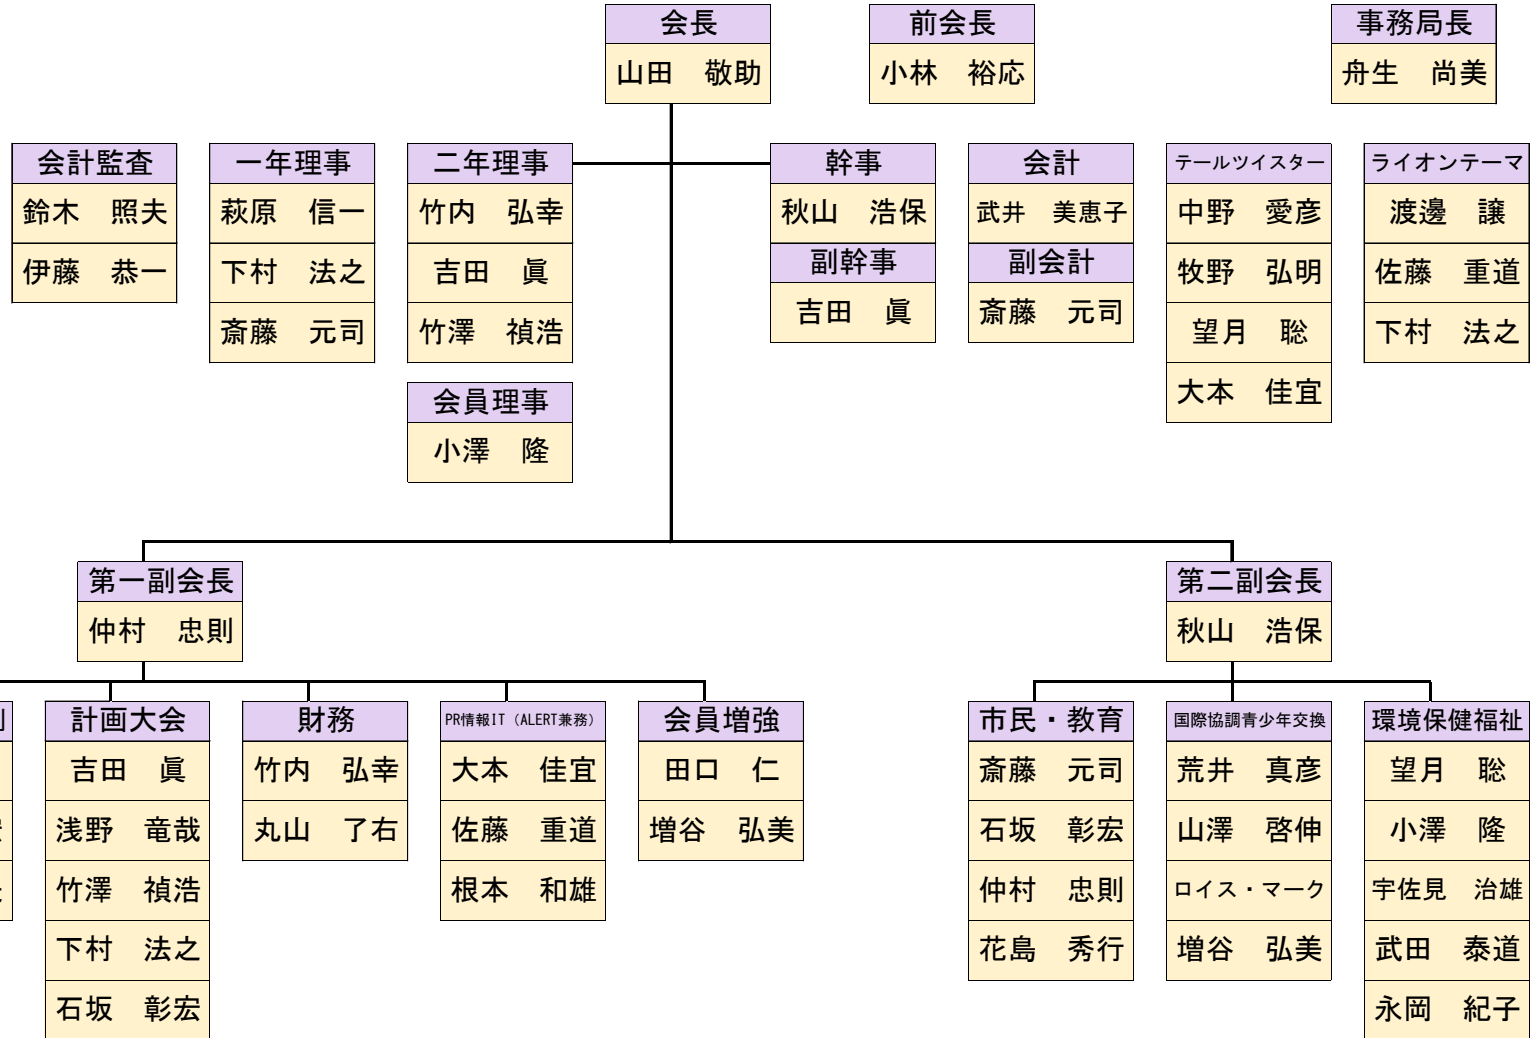 会長
山田　敬助
前会長
小林　裕応
事務局長
舟生　尚美
会計監査
鈴木　照夫
伊藤　恭一
一年理事
萩原　信一
下村　法之
斎藤　元司
二年理事
竹内　弘幸
吉田　眞
竹澤　禎浩
会員理事
小澤　隆
幹事
秋山　浩保
副幹事
吉田　眞
会計
武井　美恵子
副会計
斎藤　元司
テールツイスター
中野　愛彦
牧野　弘明
望月　聡
大本　佳宜
ライオンテーマ
渡邊　譲
佐藤　重道
下村　法之
第一副会長
仲村　忠則
第二副会長
秋山　浩保
計画大会
吉田　眞
浅野　竜哉
竹澤　禎浩
下村　法之
石坂　彰宏
財務
竹内　弘幸
丸山　了右
PR情報IT（ALERT兼務）
大本　佳宜
佐藤　重道
根本　和雄
会員増強
田口　仁
増谷　弘美
市民・教育
斎藤　元司
石坂　彰宏
仲村　忠則
花島　秀行
国際協調青少年交換
荒井　真彦
山澤　啓伸
ロイス・マーク
増谷　弘美
環境保健福祉
望月　聡
小澤　隆
宇佐見　治雄
武田　泰道
永岡　紀子